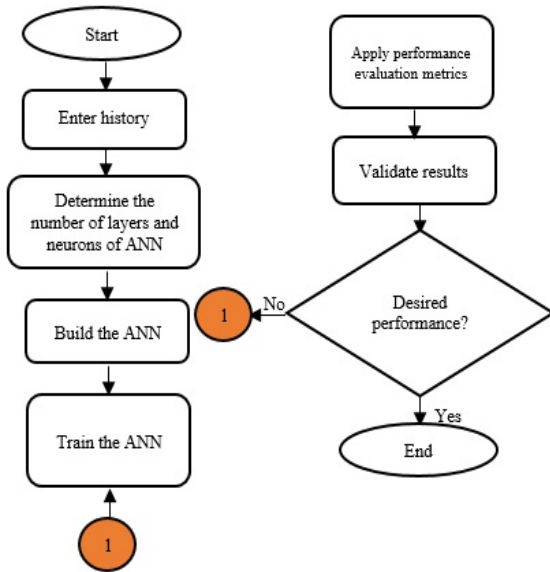 Start
Enter history
Determine the
number of layers and
neurons of ANN
Build the ANN
Train the ANN
1
Apply performance
evaluation metrics
Validate results
Desired
performance?
No
1
Yes
End